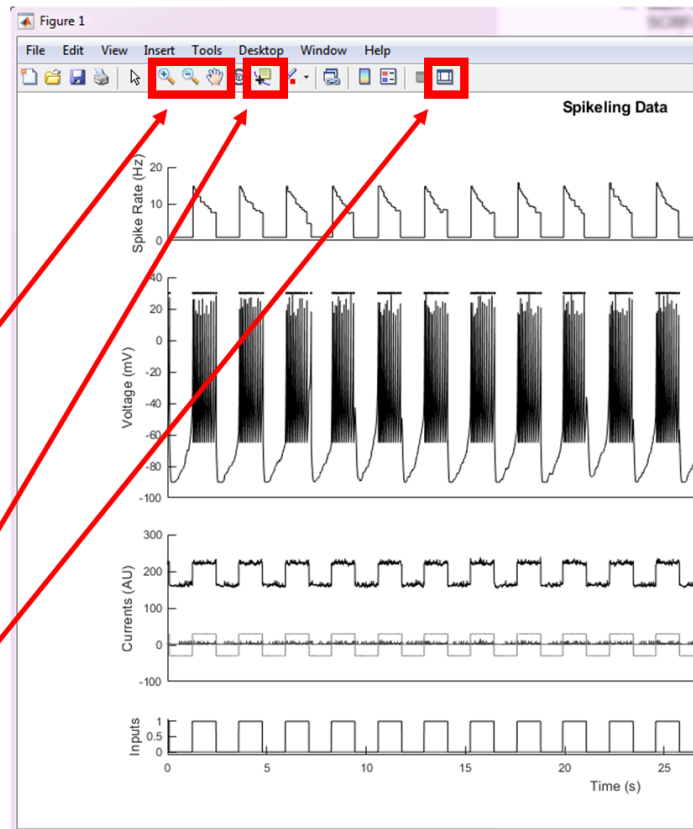 Figure 1
File Edit View Insert Tools Desktop Window Help
Spikeling Data
Spike Rate (Hz)
20
10
0
Voltage (mV)
40
20
0
-20
-40
-60
-80
-100
Currents (AU)
300
200
100
0
-100
Inputs
1
0.5
0
0 5 10 15 20 25
Time (s)